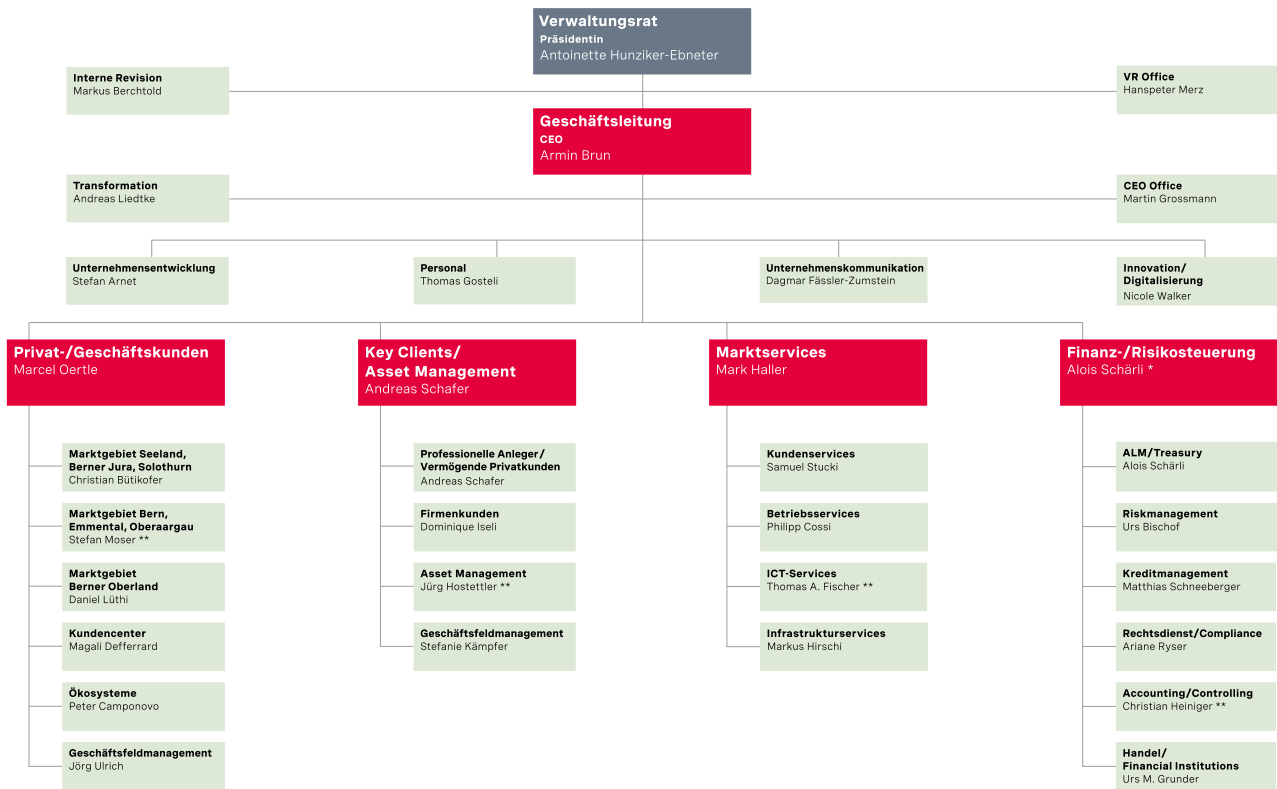 Verwaltungsrat
Präsidentin
Antoinette Hunziker-Ebneter
Interne Revision
Markus Berchtold
VR Office
Hanspeter Merz
Geschäftsleitung
CEO
Armin Brun
Transformation
Andreas Liedtke
CEO Office
Martin Grossmann
Unternehmensentwicklung
Stefan Arnet
Personal
Thomas Gosteli
Unternehmenskommunikation
Dagmar Fässler-Zumstein
Innovation/
Digitalisierung
Nicole Walker
Privat-/Geschäftskunden
Marcel Oertle
Marktgebiet Seeland,
Berner Jura, Solothurn
Christian Bütikofer
Marktgebiet Bern,
Emmental, Oberaargau
Stefan Moser **
Marktgebiet
Berner Oberland
Daniel Lüthi
Kundencenter
Magali Defferrard
Ökosysteme
Peter Camponovo
Geschäftsfeldmanagement
Jörg Ulrich
Key Clients/
Asset Management
Andreas Schafer
Professionelle Anleger/
Vermögende Privatkunden
Andreas Schafer
Firmenkunden
Dominique Iseli
Asset Management
Jürg Hostettler **
Geschäftsfeldmanagement
Stefanie Kämpfer
Marktservices
Mark Haller
Kundenservices
Samuel Stucki
Betriebsservices
Philipp Cossi
ICT-Services
Thomas A. Fischer **
Infrastrukturservices
Markus Hirschi
Finanz-/Risikosteuerung
Alois Schärli *
ALM/Treasury
Alois Schärli
Riskmanagement
Urs Bischof
Kreditmanagement
Matthias Schneeberger
Rechtsdienst/Compliance
Ariane Ryser
Accounting/Controlling
Christian Heiniger **
Handel/
Financial Institutions
Urs M. Grunder